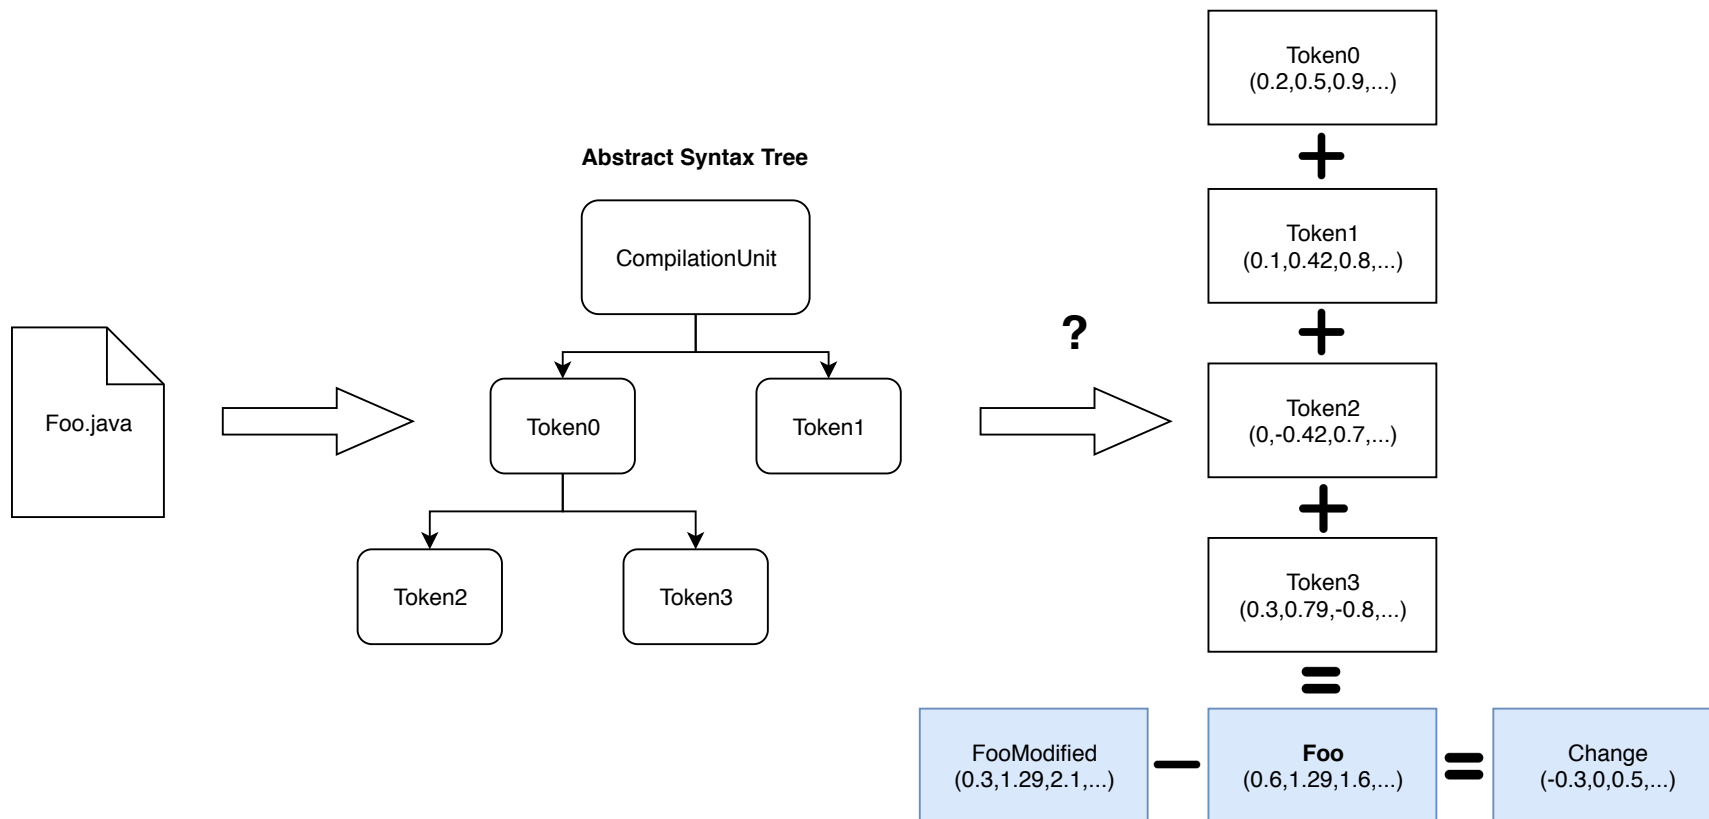 Foo.java
Abstract Syntax Tree
CompilationUnit
Token0
Token1
Token2
Token3
?
Token0
(0.2,0.5,0.9,...)
+
Token1
(0.1,0.42,0.8,...)
+
Token2
(0,-0.42,0.7,...)
+
Token3
(0.3,0.79,-0.8,...)
=
FooModified
(0.3,1.29,2.1,...)
−
Foo
(0.6,1.29,1.6,...)
=
Change
(-0.3,0,0.5,...)